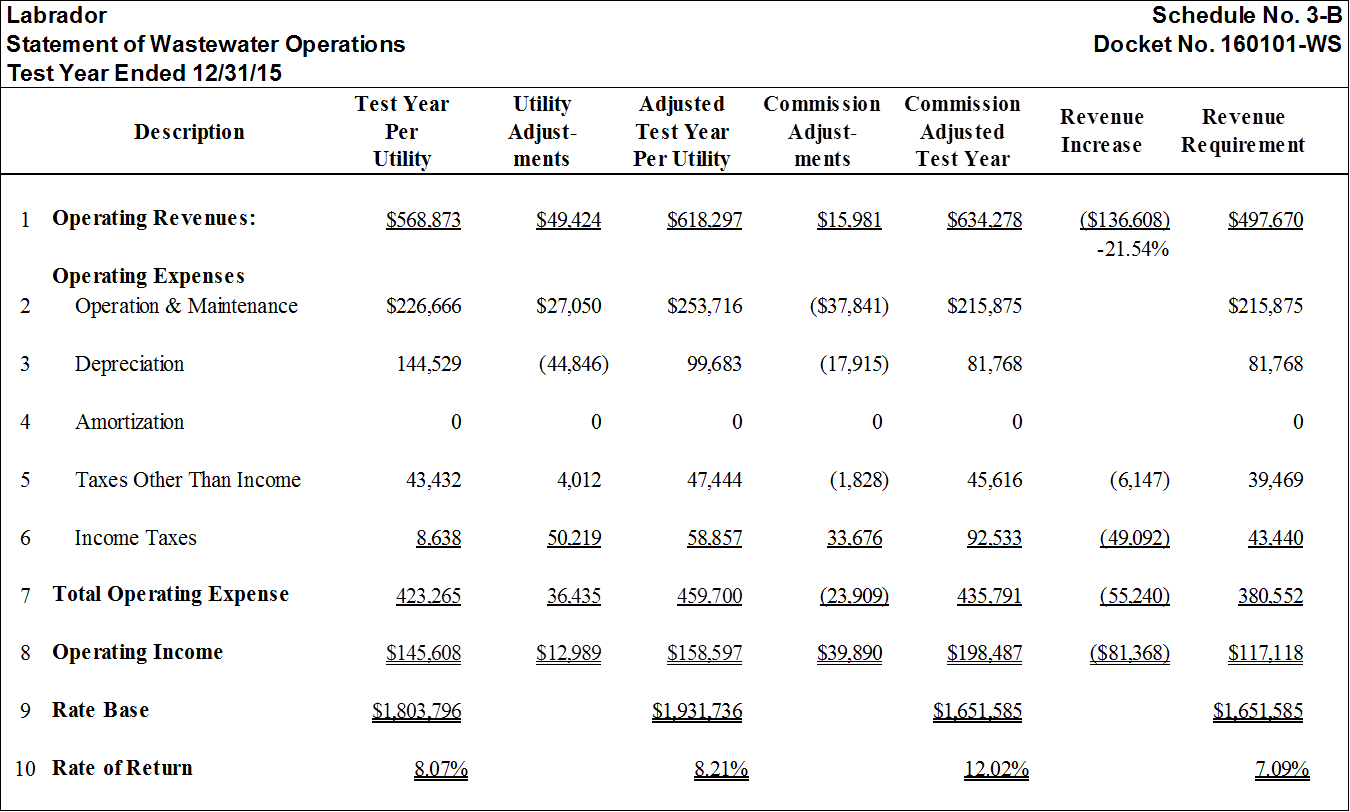 Labrador Schedule No. 3-B
Statement of Wastewater Operations Docket No. 160101-WS
Test Year Ended 12/31/15
Test Year Utility Adjusted Commission Commission
Description Per Adjust- Test Year Adjust- Adjusted Revenue Revenue
Utility ments Per Utility ments Test Year Increase Requirement
1 Operating Revenues: $568,873 $49,424 $618,297 $15,981 $634,278 ($136,608) $497,670
-21.54%
Operating Expenses
2 Operation & Maintenance $226,666 $27,050 $253,716 ($37,841) $215,875 $215,875
3 Depreciation 144,529 (44,846) 99,683 (17,915) 81,768 81,768
4 Amortization 0 0 0 0 0 0
5 Taxes Other Than Income 43,432 4,012 47,444 (1,828) 45,616 (6,147) 39,469
6 Income Taxes 8,638 50,219 58,857 33,676 92,533 (49,092) 43,440
7 Total Operating Expense 423,265 36,435 459,700 (23,909) 435,791 (55,240) 380,552
8 Operating Income $145,608 $12,989 $158,597 $39,890 $198,487 ($81,368) $117,118
9 Rate Base $1,803,796 $1,931,736 $1,651,585 $1,651,585
10 Rate of Return 8.07% 8.21% 12.02% 7.09%